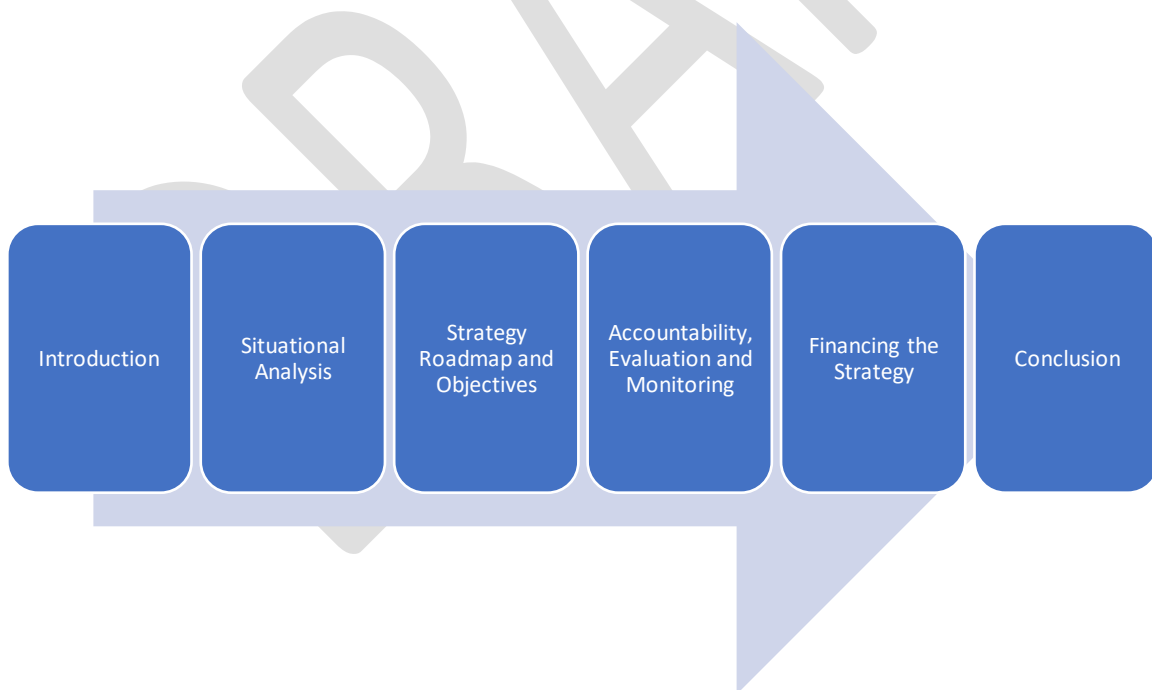 Introduction
Situational
Analysis
Strategy
Roadmap and
Objectives
Accountability,
Evaluation and
Monitoring
Financing the
Strategy
Conclusion